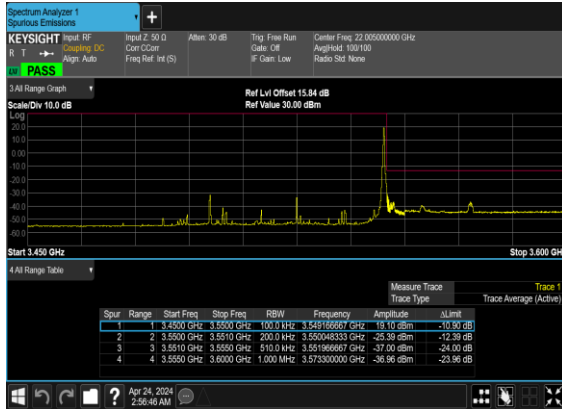 Spectrum Analyzer 1
Spurious Emissions
+
KEYSIGHT
R T
LXI PASS
Input: RF
Coupling: DC
Align: Auto
Input Z: 50 Ω
Corr CCorr
Freq Ref: Int (S)
Atten: 30 dB
Trig: Free Run
Gate: Off
IF Gain: Low
Center Freq: 22.005000000 GHz
Avg|Hold: 100/100
Radio Std: None
3 All Range Graph
Scale/Div 10.0 dB
Ref Lvl Offset 15.84 dB
Ref Value 30.00 dBm
Log
20.0
10.0
0.00
-10.0
-20.0
-30.0
-40.0
-50.0
-60.0
Start 3.450 GHz
Stop 3.600 GH
4 All Range Table
Measure Trace Trace 1
Trace Type Trace Average (Active)
Spur Range Start Freq Stop Freq RBW Frequency Amplitude ΔLimit
1 1 3.4500 GHz 3.5500 GHz 100.0 kHz 3.549166667 GHz 19.10 dBm -10.90 dB
2 2 3.5500 GHz 3.5510 GHz 200.0 kHz 3.550048333 GHz -25.39 dBm -12.39 dB
3 3 3.5510 GHz 3.5550 GHz 510.0 kHz 3.551966667 GHz -37.00 dBm -24.00 dB
4 4 3.5550 GHz 3.6000 GHz 1.000 MHz 3.573300000 GHz -36.96 dBm -23.96 dB
?
Apr 24, 2024
2:56:46 AM